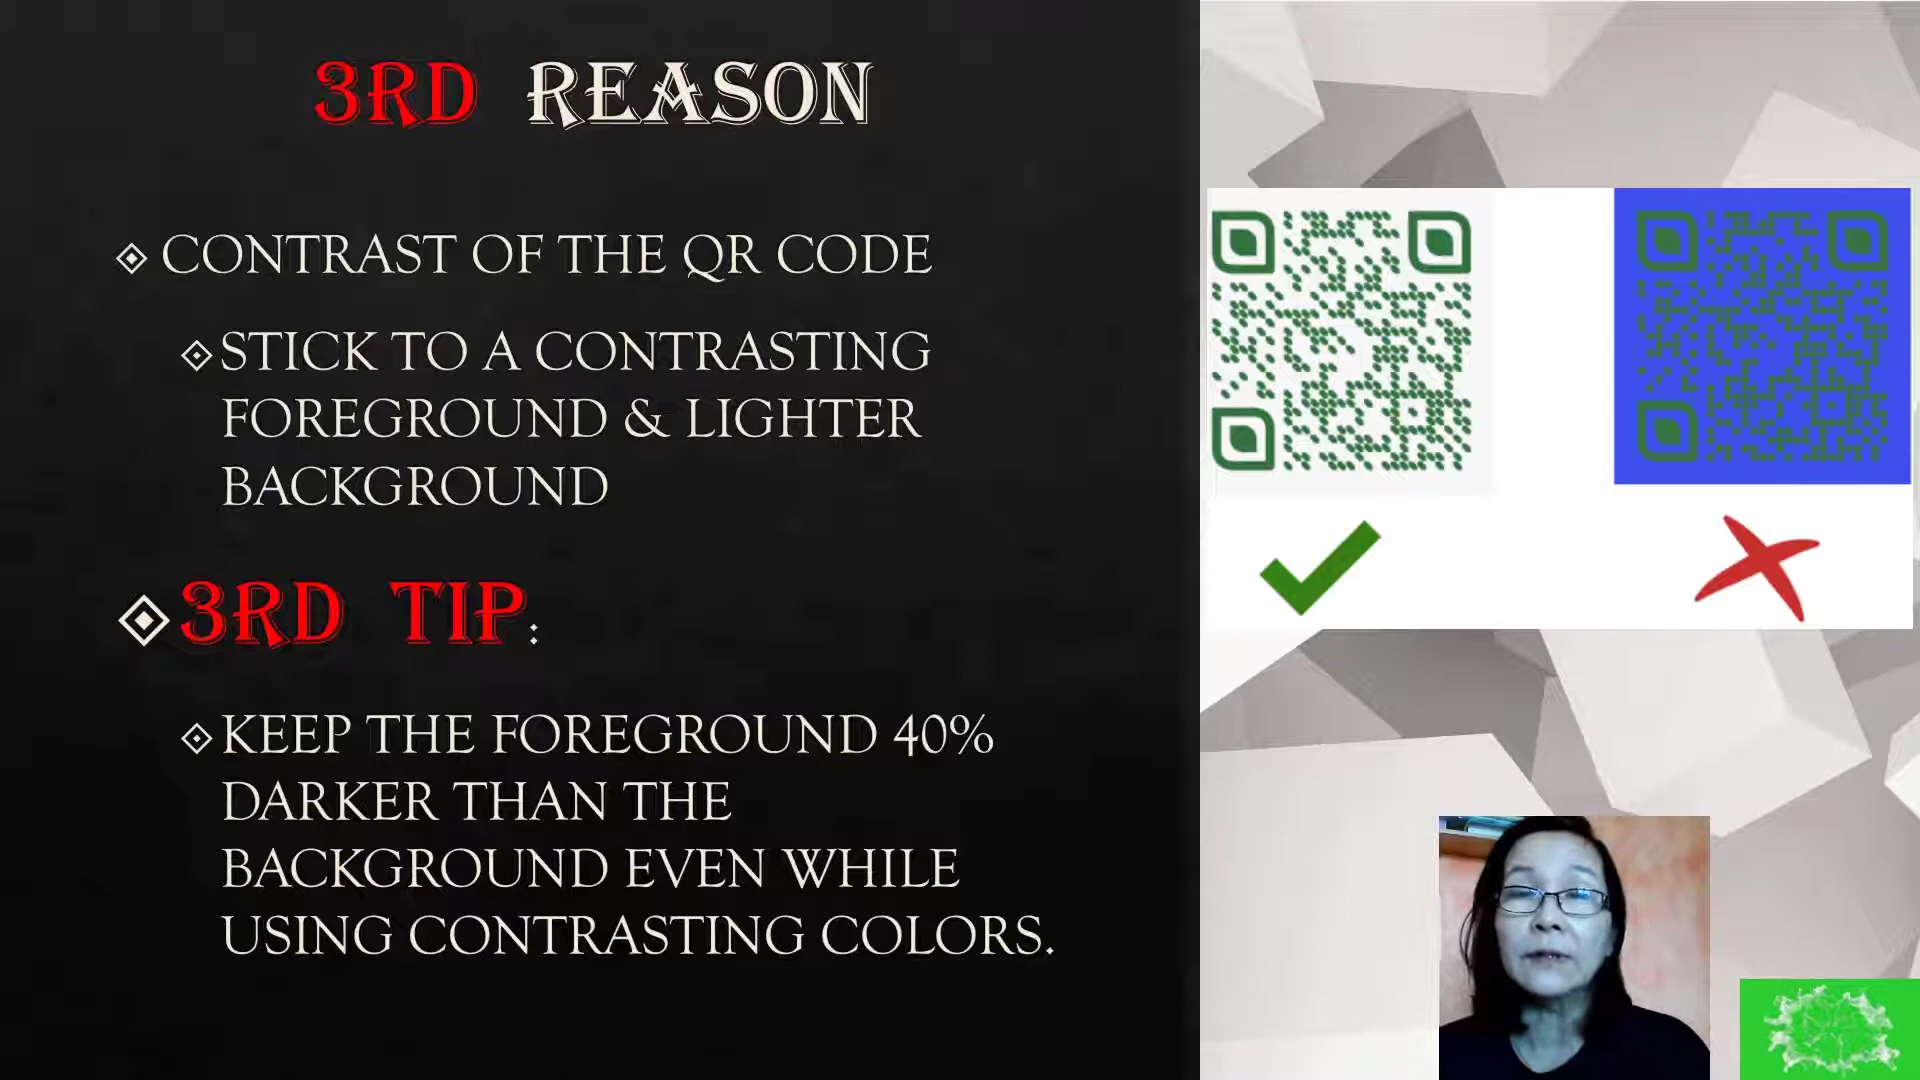 3RD REASON
CONTRAST OF THE QR CODE
STICK TO A CONTRASTING
FOREGROUND & LIGHTER
BACKGROUND
3RD TIP:
KEEP THE FOREGROUND 40%
DARKER THAN THE
BACKGROUND EVEN WHILE
USING CONTRASTING COLORS.